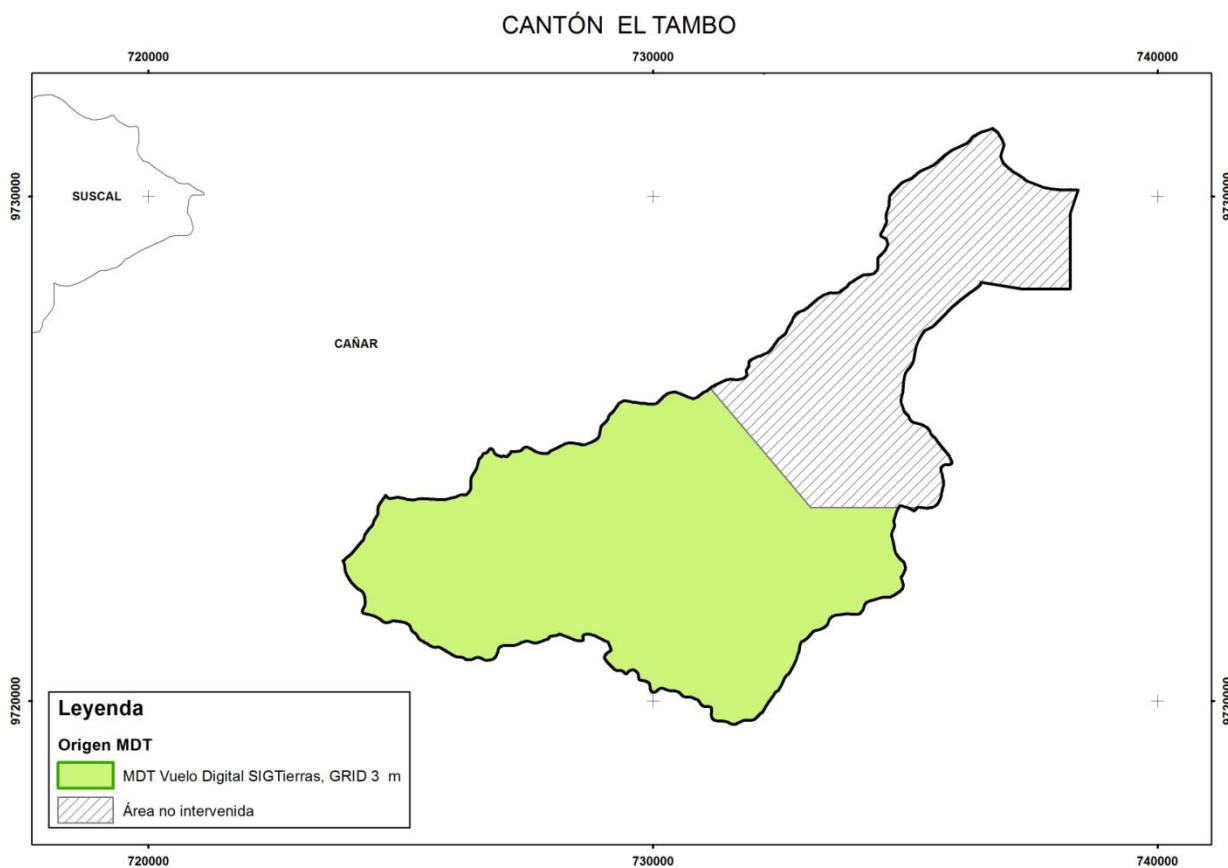 CANTÓN EL TAMBO
720000 730000 740000
9730000 9730000
SUSCAL
CAÑAR
9720000 9720000
Leyenda
Origen MDT
MDT Vuelo Digital SIGTierras, GRID 3 m
Área no intervenida
720000 730000 740000